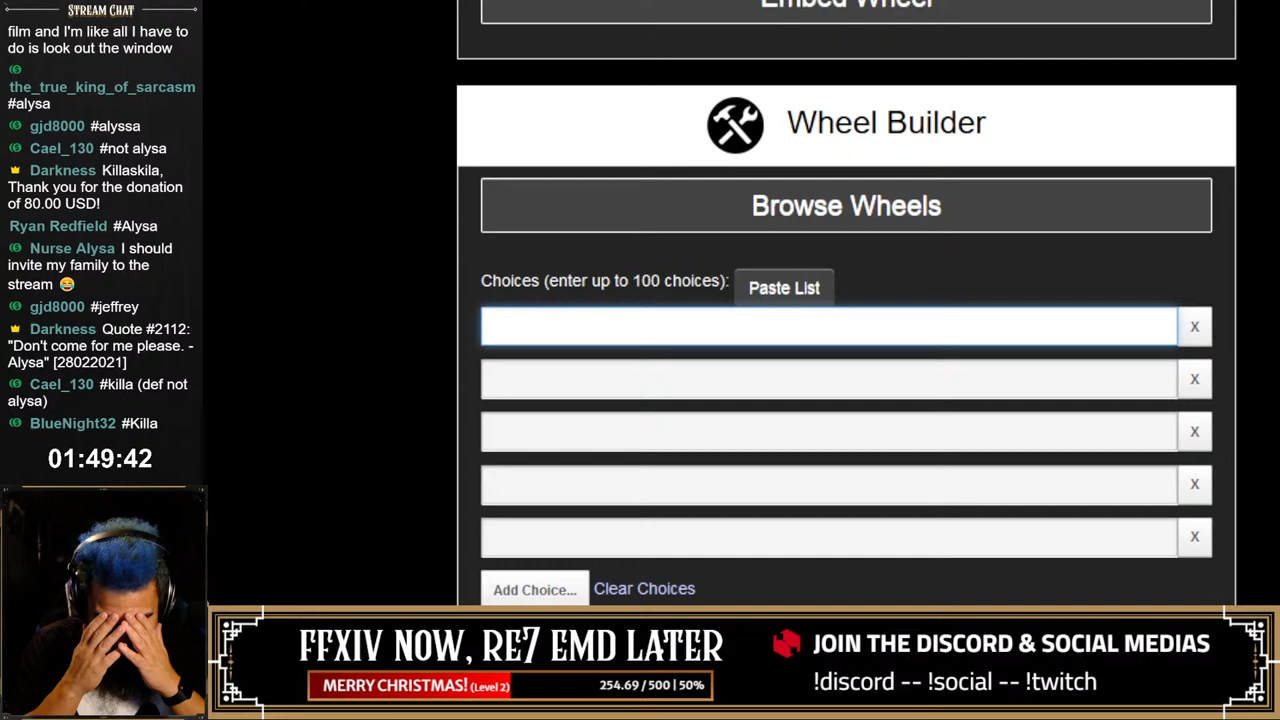 STREAM CHAT
film and I'm like all I have to
do is look out the window
the_true_king_of_sarcasm
#alysa
gjd8000 #alyssa
Cael_130 #not alysa
Darkness Killaskila,
Thank you for the donation
of 80.00 USD!
Ryan Redfield #Alysa
Nurse Alysa I should
invite my family to the
stream 😂
gjd8000 #jeffrey
Darkness Quote #2112:
"Don't come for me please. -
Alysa" [28022021]
Cael_130 #killa (def not
alysa)
BlueNight32 #Killa
01:49:42
Embed Wheel
Wheel Builder
Browse Wheels
Choices (enter up to 100 choices): Paste List
X
X
X
X
X
Add Choice... Clear Choices
FFXIV NOW, RE7 EMD LATER
MERRY CHRISTMAS! (Level 2) 254.69 / 500 | 50%
JOIN THE DISCORD & SOCIAL MEDIAS
!discord -- !social -- !twitch